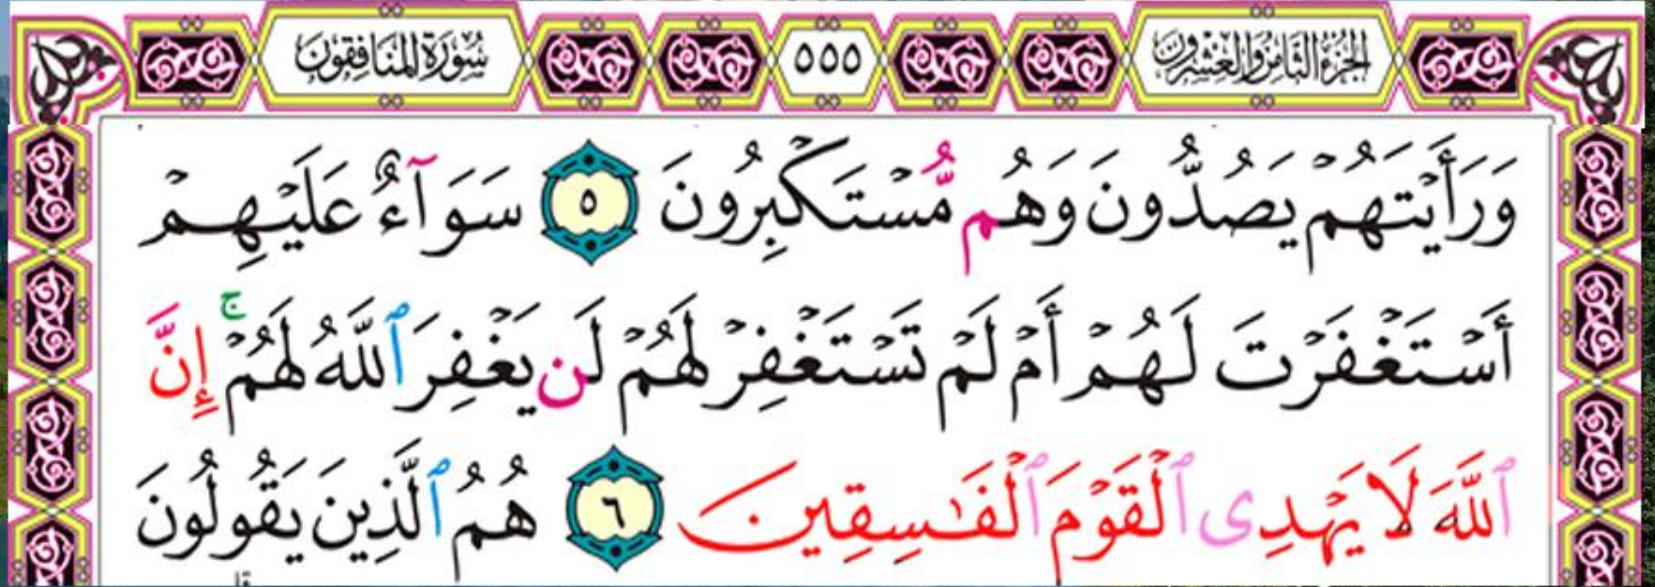 الجزء الثامن والعشرون ٥٥٥ سورة المنافقون
وَرَأَيْتَهُمْ يَصُدُّونَ وَهُم مُّسْتَكْبِرُونَ ٥ سَوَآءٌ عَلَيْهِمْ
أَسْتَغْفَرْتَ لَهُمْ أَمْ لَمْ تَسْتَغْفِرْ لَهُمْ لَن يَغْفِرَ ٱللَّهُ لَهُمْ ۚ إِنَّ
ٱللَّهَ لَا يَهْدِى ٱلْقَوْمَ ٱلْفَـٰسِقِينَ ٦ هُمُ ٱلَّذِينَ يَقُولُونَ